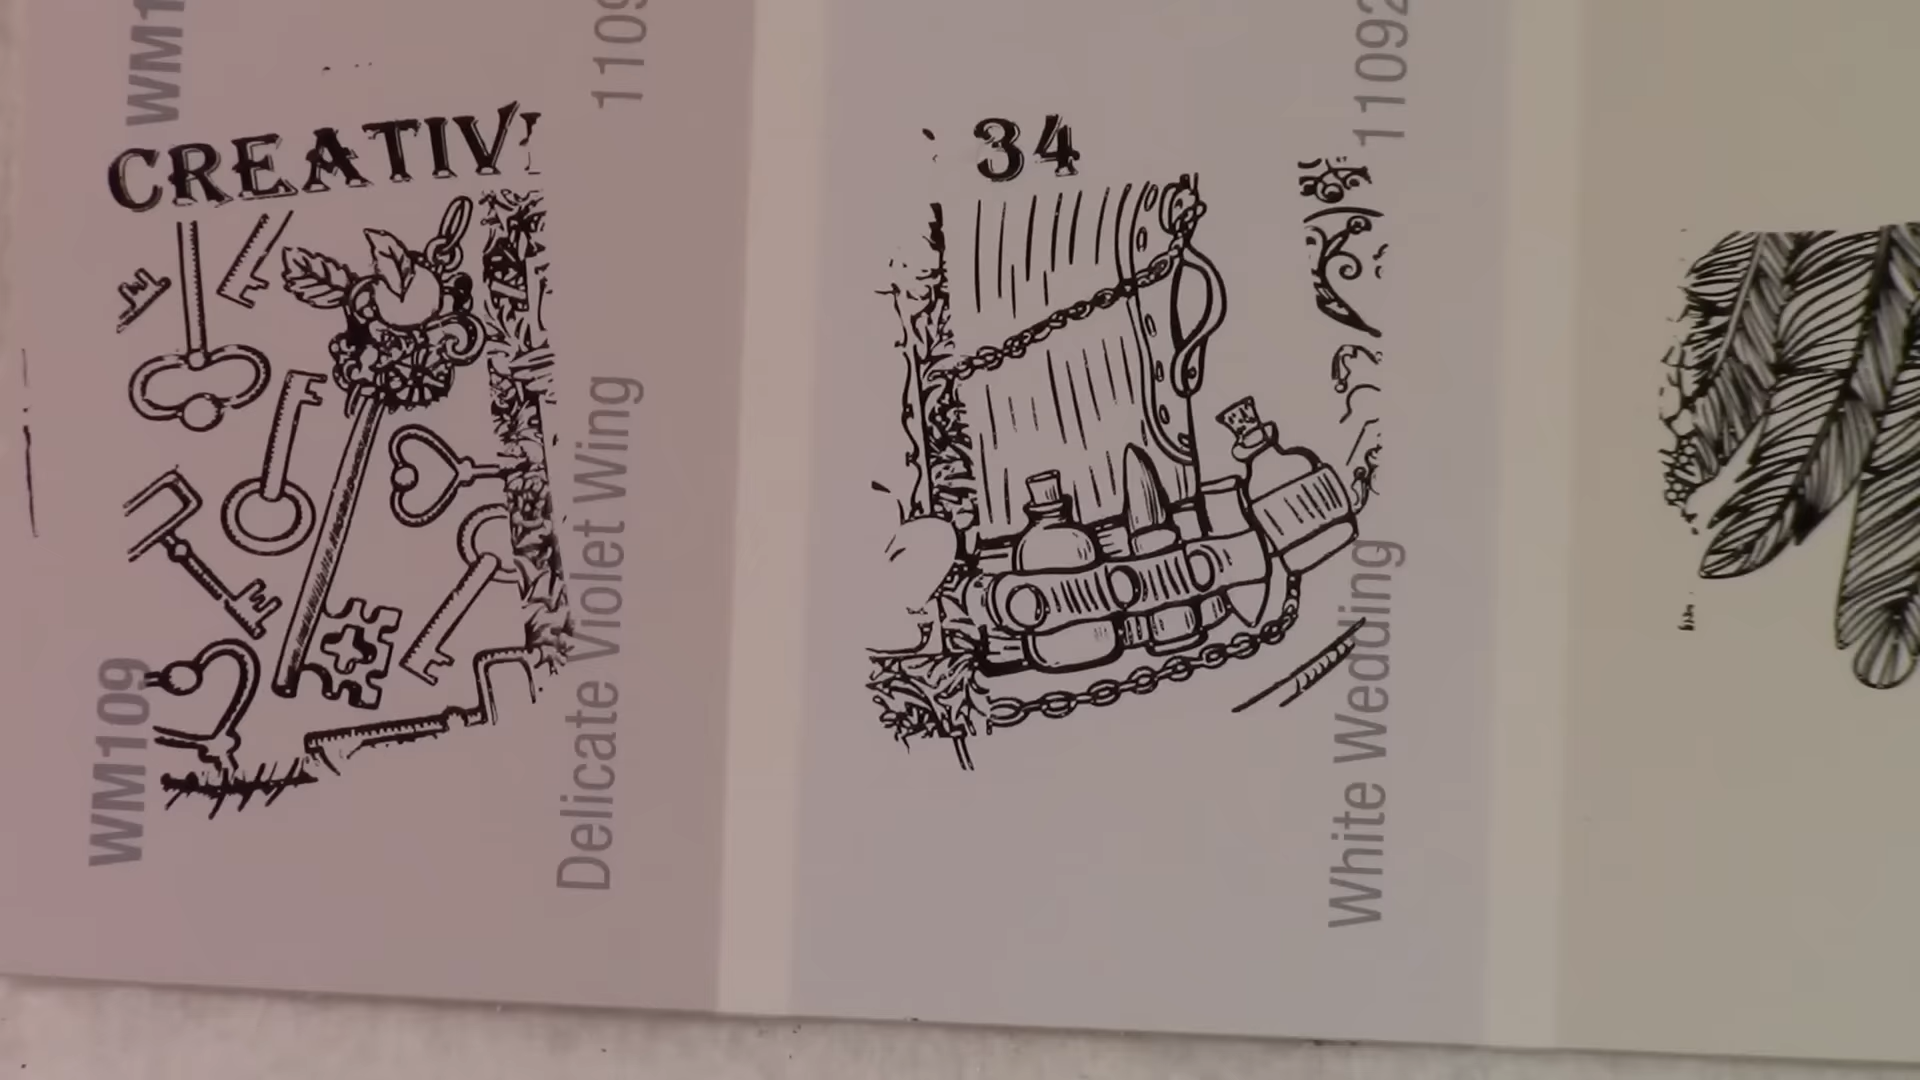 WM1
1109
11092
CREATIV
34
WM109
Delicate Violet Wing
White Wedding